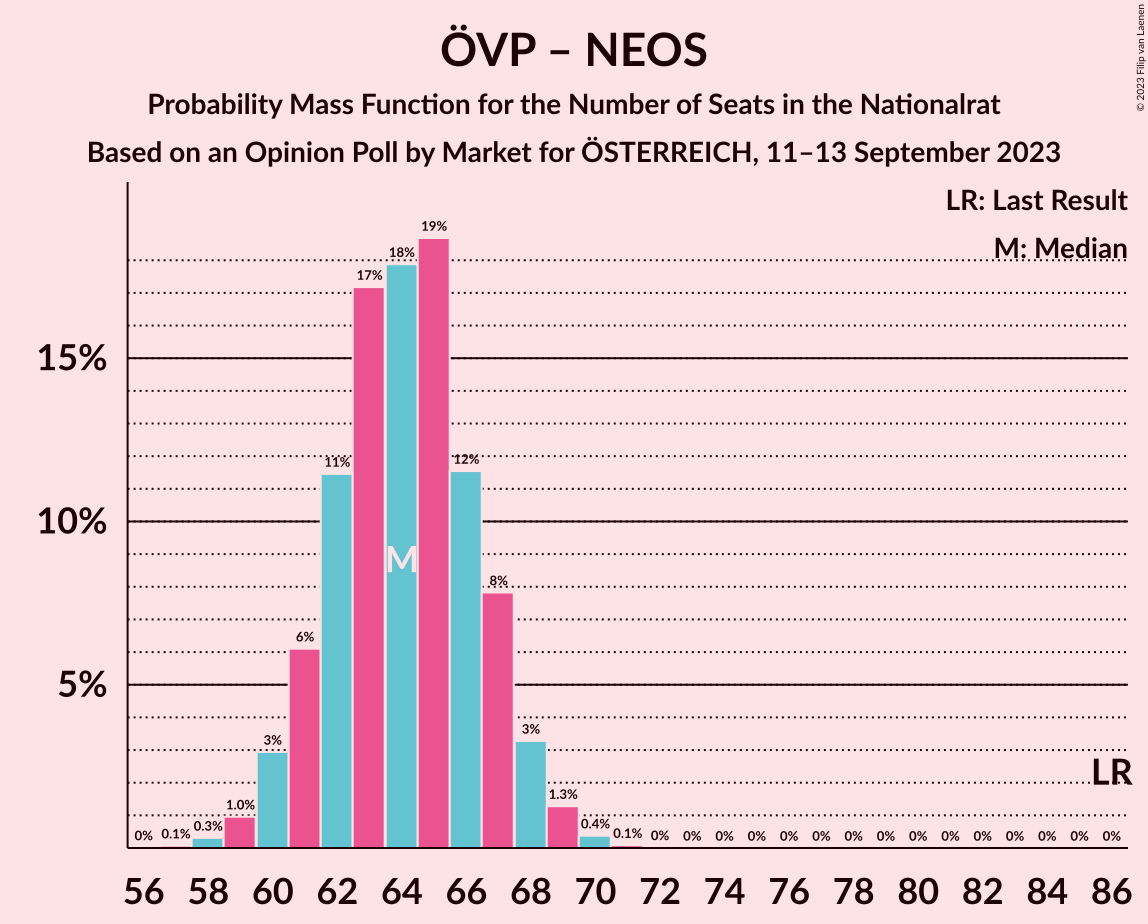 ÖVP – NEOS
Probability Mass Function for the Number of Seats in the Nationalrat
Based on an Opinion Poll by Market for ÖSTERREICH, 11–13 September 2023
© 2023 Filip van Laenen
LR: Last Result
M: Median
15%
10%
5%
0% 0.1% 0.3% 1.0% 3% 6% 11% 17% 18% 19% 12% 8% 3% 1.3% 0.4% 0.1% 0% 0% 0% 0% 0% 0% 0% 0% 0% 0% 0% 0% 0% 0% 0%
M
LR
56 58 60 62 64 66 68 70 72 74 76 78 80 82 84 86